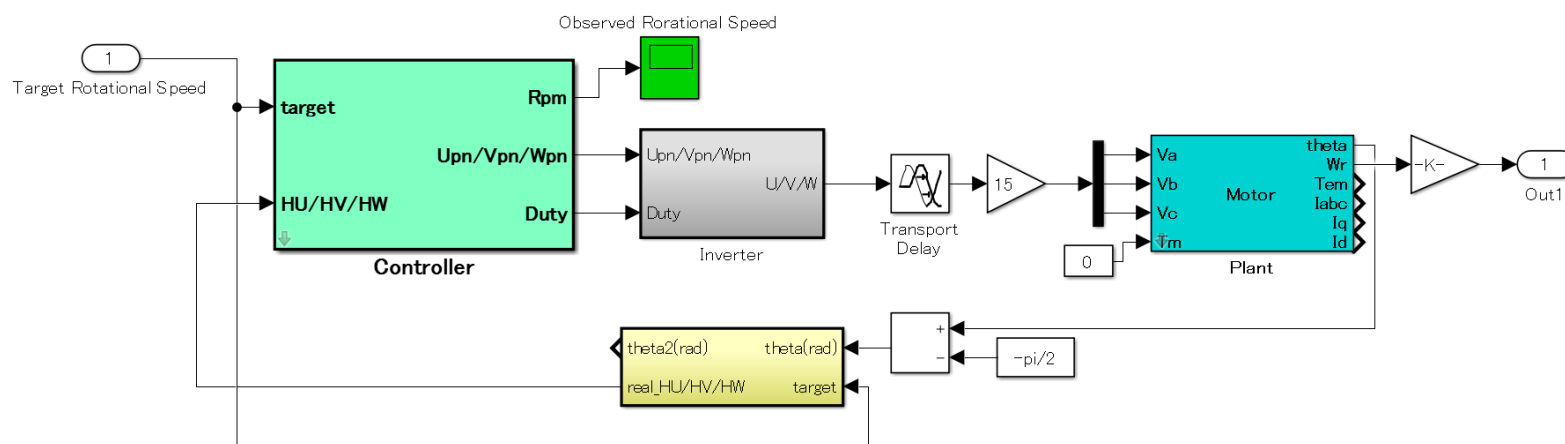 Observed Rorational Speed
1
Target Rotational Speed
target
HU/HV/HW
Rpm
Upn/Vpn/Wpn
Duty
Controller
Upn/Vpn/Wpn
Duty
U/V/W
Inverter
Transport
Delay
15
Va
Vb
Vc
Tm
0
Motor
theta
Wr
Tem
Iabc
Iq
Id
Plant
-K-
1
Out1
theta2(rad)
real_HU/HV/HW
theta(rad)
target
+
-
-pi/2